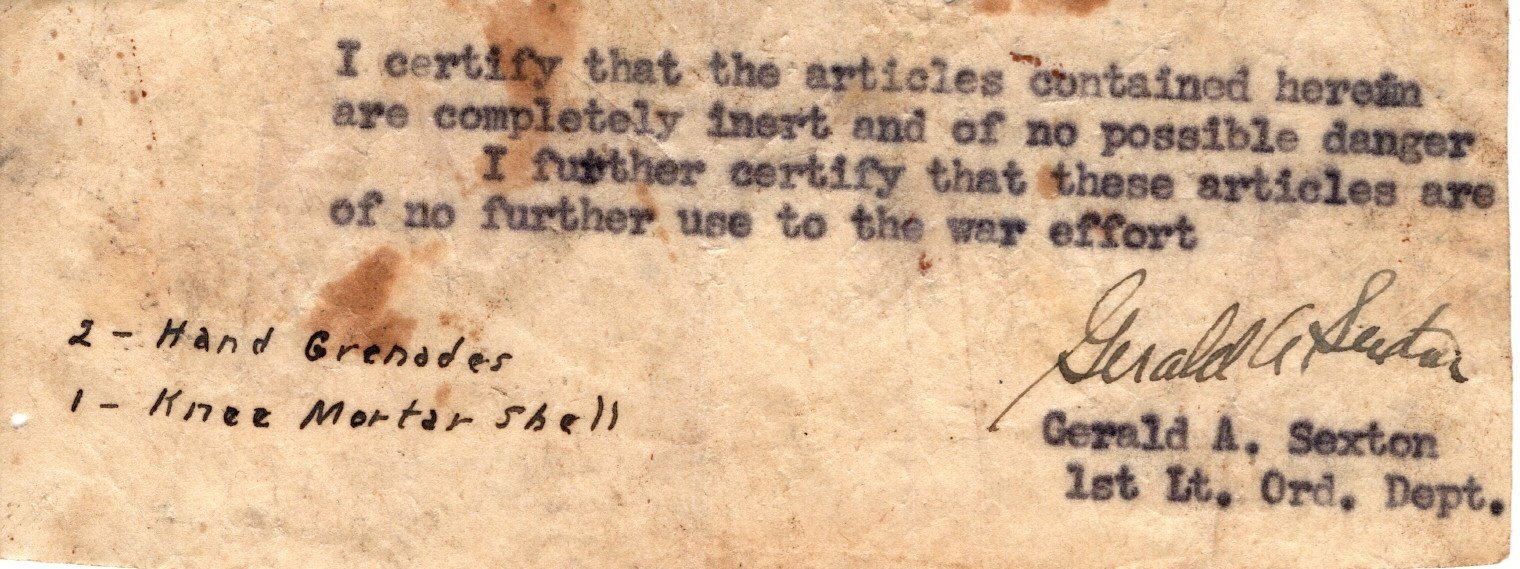 I certify that the articles contained herein
are completely inert and of no possible danger
I further certify that these articles are
of no further use to the war effort
2 - Hand Grenades
1 - Knee Mortar Shell
Gerald A Sexton
Gerald A. Sexton
1st Lt. Ord. Dept.